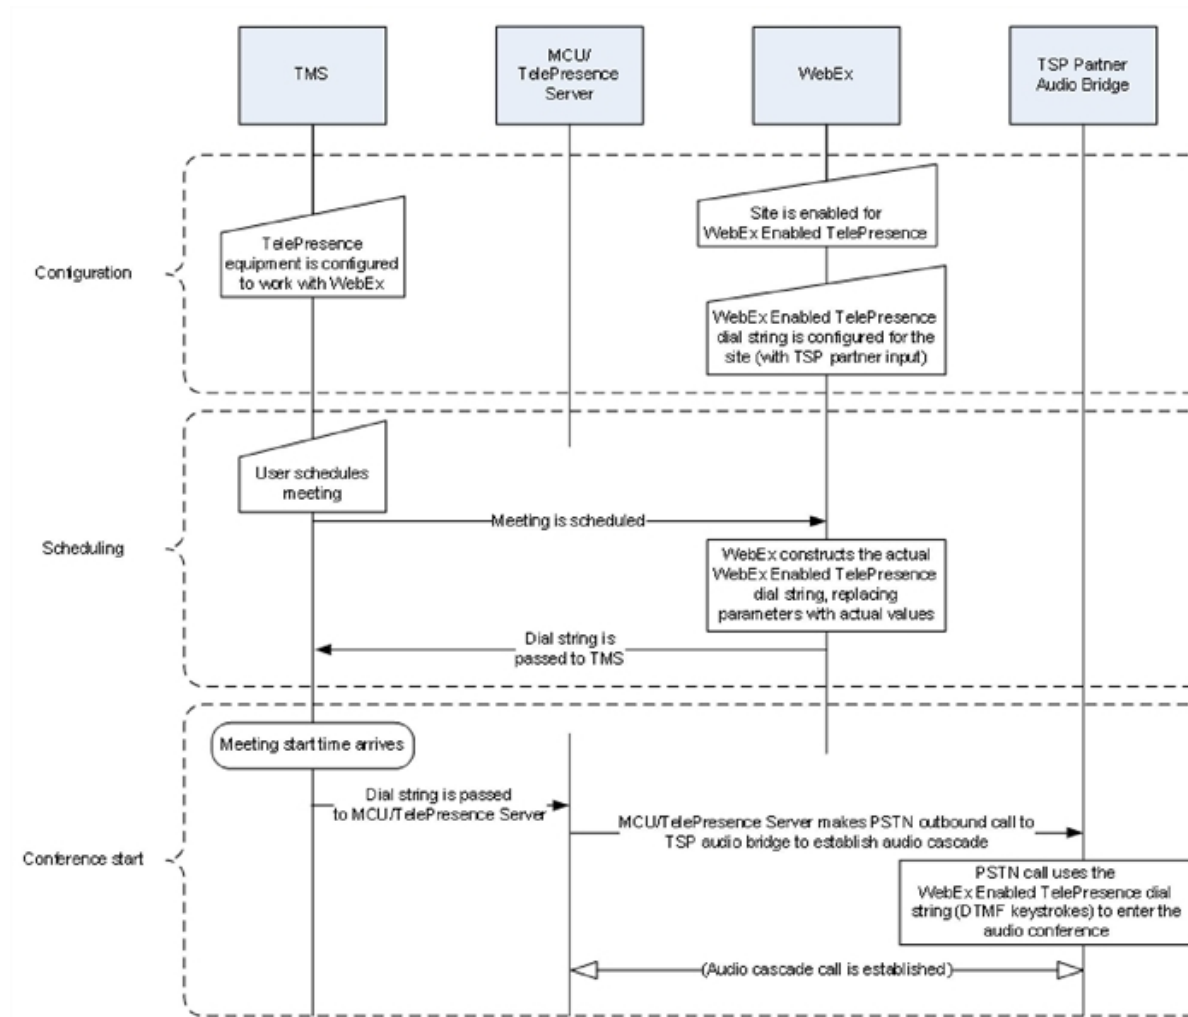 TMS
MCU/
TelePresence
Server
WebEx
TSP Partner
Audio Bridge
Configuration
TelePresence
equipment is configured
to work with WebEx
Site is enabled for
WebEx Enabled TelePresence
WebEx Enabled TelePresence
dial string is configured for the
site (with TSP partner input)
Scheduling
User schedules
meeting
Meeting is scheduled
WebEx constructs the actual
WebEx Enabled TelePresence
dial string, replacing
parameters with actual values
Dial string is
passed to TMS
Conference start
Meeting start time arrives
Dial string is passed
to MCU/TelePresence Server
MCU/TelePresence Server makes PSTN outbound call to
TSP audio bridge to establish audio cascade
PSTN call uses the
WebEx Enabled TelePresence dial
string (DTMF keystrokes) to enter the
audio conference
(Audio cascade call is established)